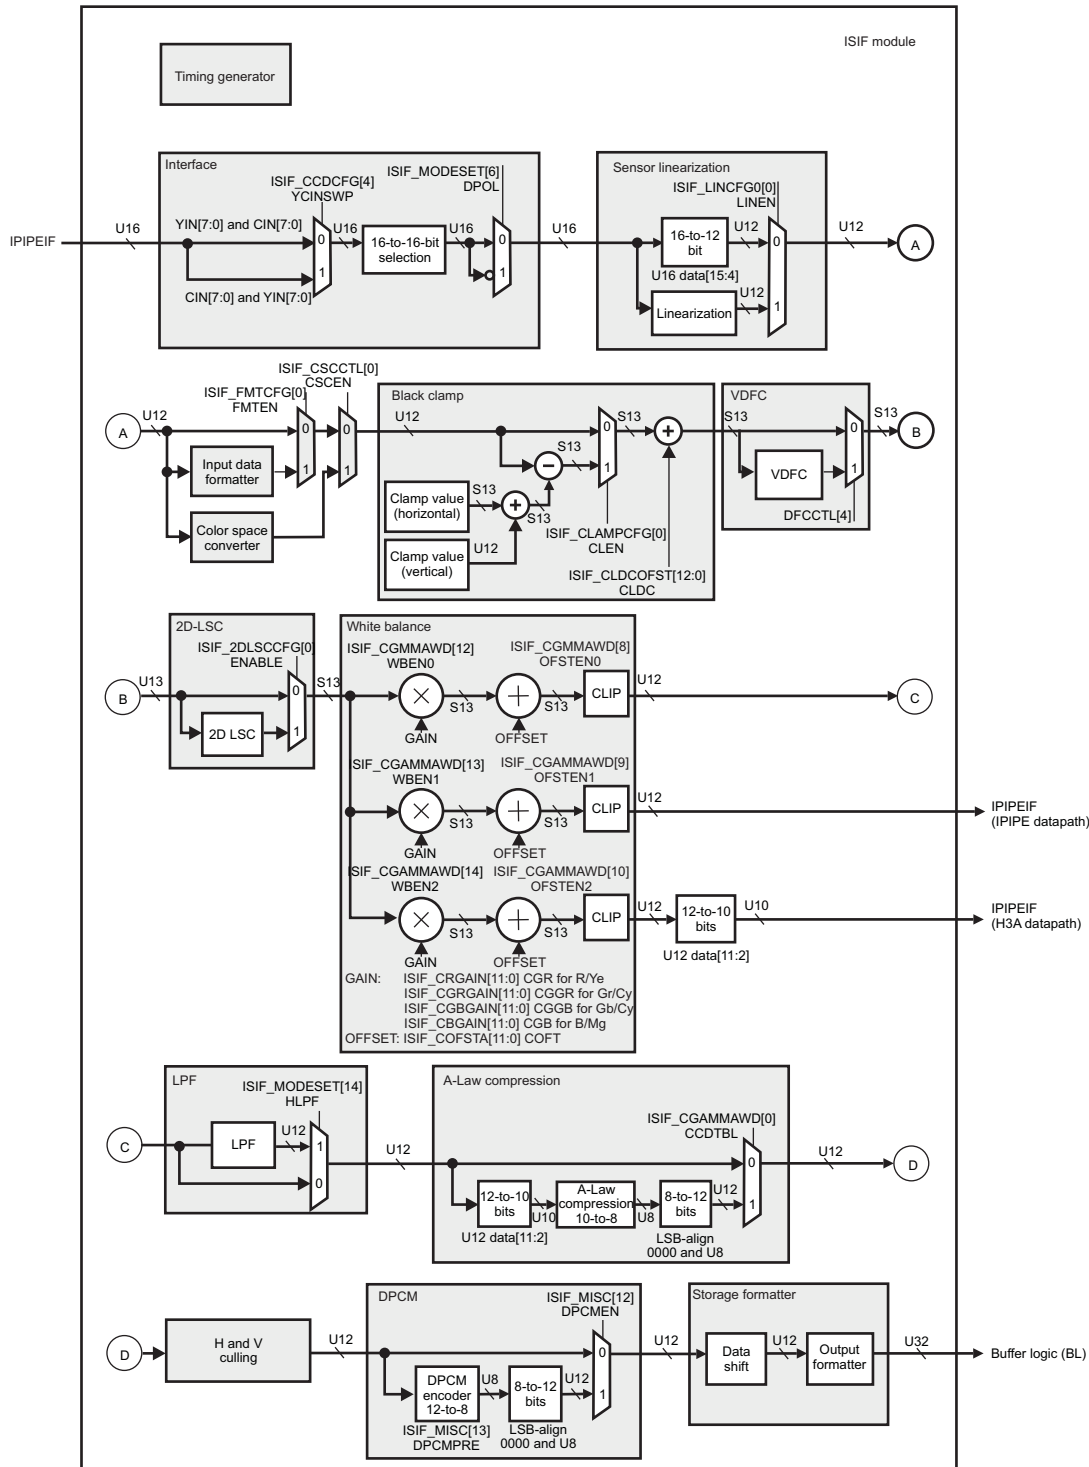 ISIF module
Timing generator
Interface
ISIF_CCDCFG[4]
YCINSWP
ISIF_MODESET[6]
DPOL
IPIPEIF
U16
YIN[7:0] and CIN[7:0]
0
U16
16-to-16-bit
selection
U16
0
U16
1
1
CIN[7:0] and YIN[7:0]
Sensor linearization
ISIF_LINCFG0[0]
LINEN
16-to-12
bit
U12
0
U12
A
U16 data[15:4]
U12
Linearization
1
A
U12
ISIF_FMTCFG[0]
FMTEN
ISIF_CSCCTL[0]
CSCEN
0
0
Input data
formatter
1
1
Color space
converter
Black clamp
U12
S13
0
S13
1
Clamp value
(horizontal)
S13
S13
Clamp value
(vertical)
U12
ISIF_CLAMPCFG[0]
CLEN
ISIF_CLDCOFST[12:0]
CLDC
VDFC
S13
0
S13
B
VDFC
1
DFCCTL[4]
2D-LSC
ISIF_2DLSCCFG[0]
ENABLE
B
U13
0
S13
2D LSC
1
White balance
ISIF_CGMMAWD[12]
WBEN0
ISIF_CGMMAWD[8]
OFSTEN0
S13
S13
CLIP
U12
C
GAIN
OFFSET
ISIF_CGAMMAWD[13]
WBEN1
ISIF_CGAMMAWD[9]
OFSTEN1
S13
S13
CLIP
U12
IPIPEIF
(IPIPE datapath)
GAIN
OFFSET
ISIF_CGAMMAWD[14]
WBEN2
ISIF_CGAMMAWD[10]
OFSTEN2
S13
S13
CLIP
U12
12-to-10
bits
U10
IPIPEIF
(H3A datapath)
U12 data[11:2]
GAIN
OFFSET
GAIN: ISIF_CRGAIN[11:0] CGR for R/Ye
ISIF_CGRGAIN[11:0] CGGR for Gr/Cy
ISIF_CGBGAIN[11:0] CGGB for Gb/Cy
ISIF_CBGAIN[11:0] CGB for B/Mg
OFFSET: ISIF_COFSTA[11:0] COFT
LPF
ISIF_MODESET[14]
HLPF
C
LPF
U12
1
0
U12
A-Law compression
ISIF_CGAMMAWD[0]
CCDTBL
0
U12
D
12-to-10
bits
U10
A-Law
compression
10-to-8
U8
8-to-12
bits
U12
1
U12 data[11:2]
LSB-align
0000 and U8
D
H and V
culling
U12
DPCM
ISIF_MISC[12]
DPCMEN
0
U12
DPCM
encoder
12-to-8
U8
8-to-12
bits
U12
1
ISIF_MISC[13]
DPCMPRE
LSB-align
0000 and U8
Storage formatter
Data
shift
U12
Output
formatter
U32
Buffer logic (BL)